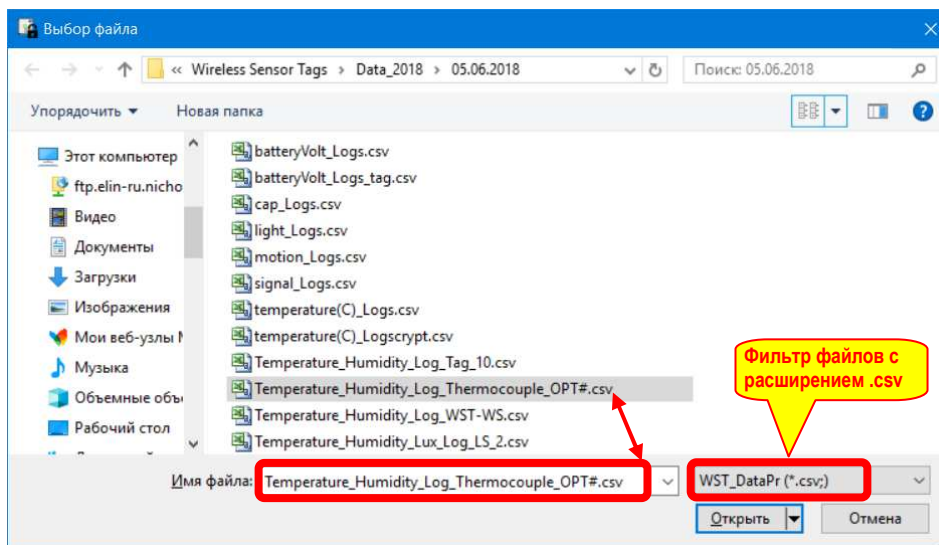 Выбор файла
« Wireless Sensor Tags › Data_2018 › 05.06.2018
Поиск: 05.06.2018
Упорядочить
Новая папка
Этот компьютер
ftp.elin-ru.nicho
Видео
Документы
Загрузки
Изображения
Мои веб-узлы
Музыка
Объемные объ
Рабочий стол
batteryVolt_Logs.csv
batteryVolt_Logs_tag.csv
cap_Logs.csv
light_Logs.csv
motion_Logs.csv
signal_Logs.csv
temperature(C)_Logs.csv
temperature(C)_Logscrypt.csv
Temperature_Humidity_Log_Tag_10.csv
Temperature_Humidity_Log_Thermocouple_OPT#.csv
Temperature_Humidity_Log_WST-WS.csv
Temperature_Humidity_Lux_Log_LS_2.csv
Фильтр файлов с
расширением .csv
Имя файла: Temperature_Humidity_Log_Thermocouple_OPT#.csv
WST_DataPr (*.csv;)
Открыть
Отмена